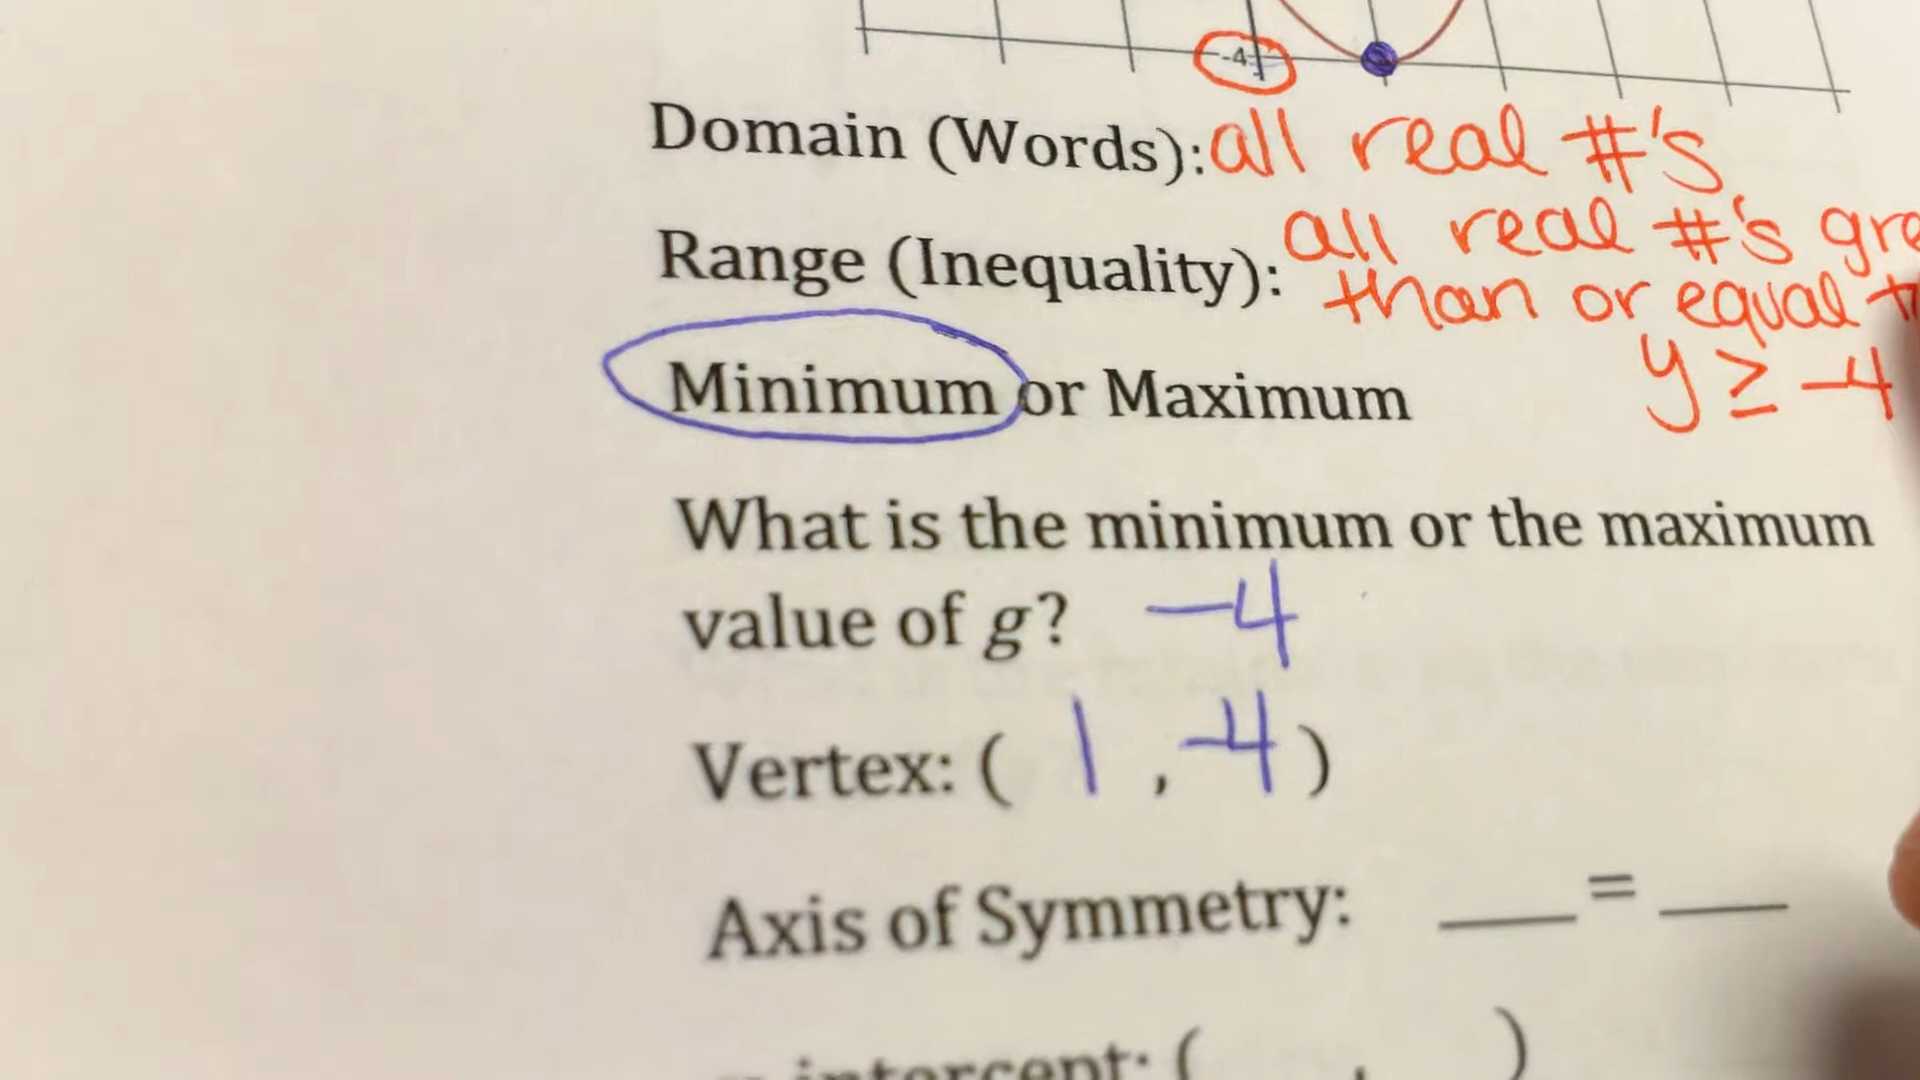 -4
Domain (Words): all real #'s
Range (Inequality): all real #'s
than or equal
y ≥ -4
Minimum or Maximum
What is the minimum or the maximum
value of g? -4
Vertex: ( 1 , -4 )
Axis of Symmetry: ___ = ___
intercept: ( , )